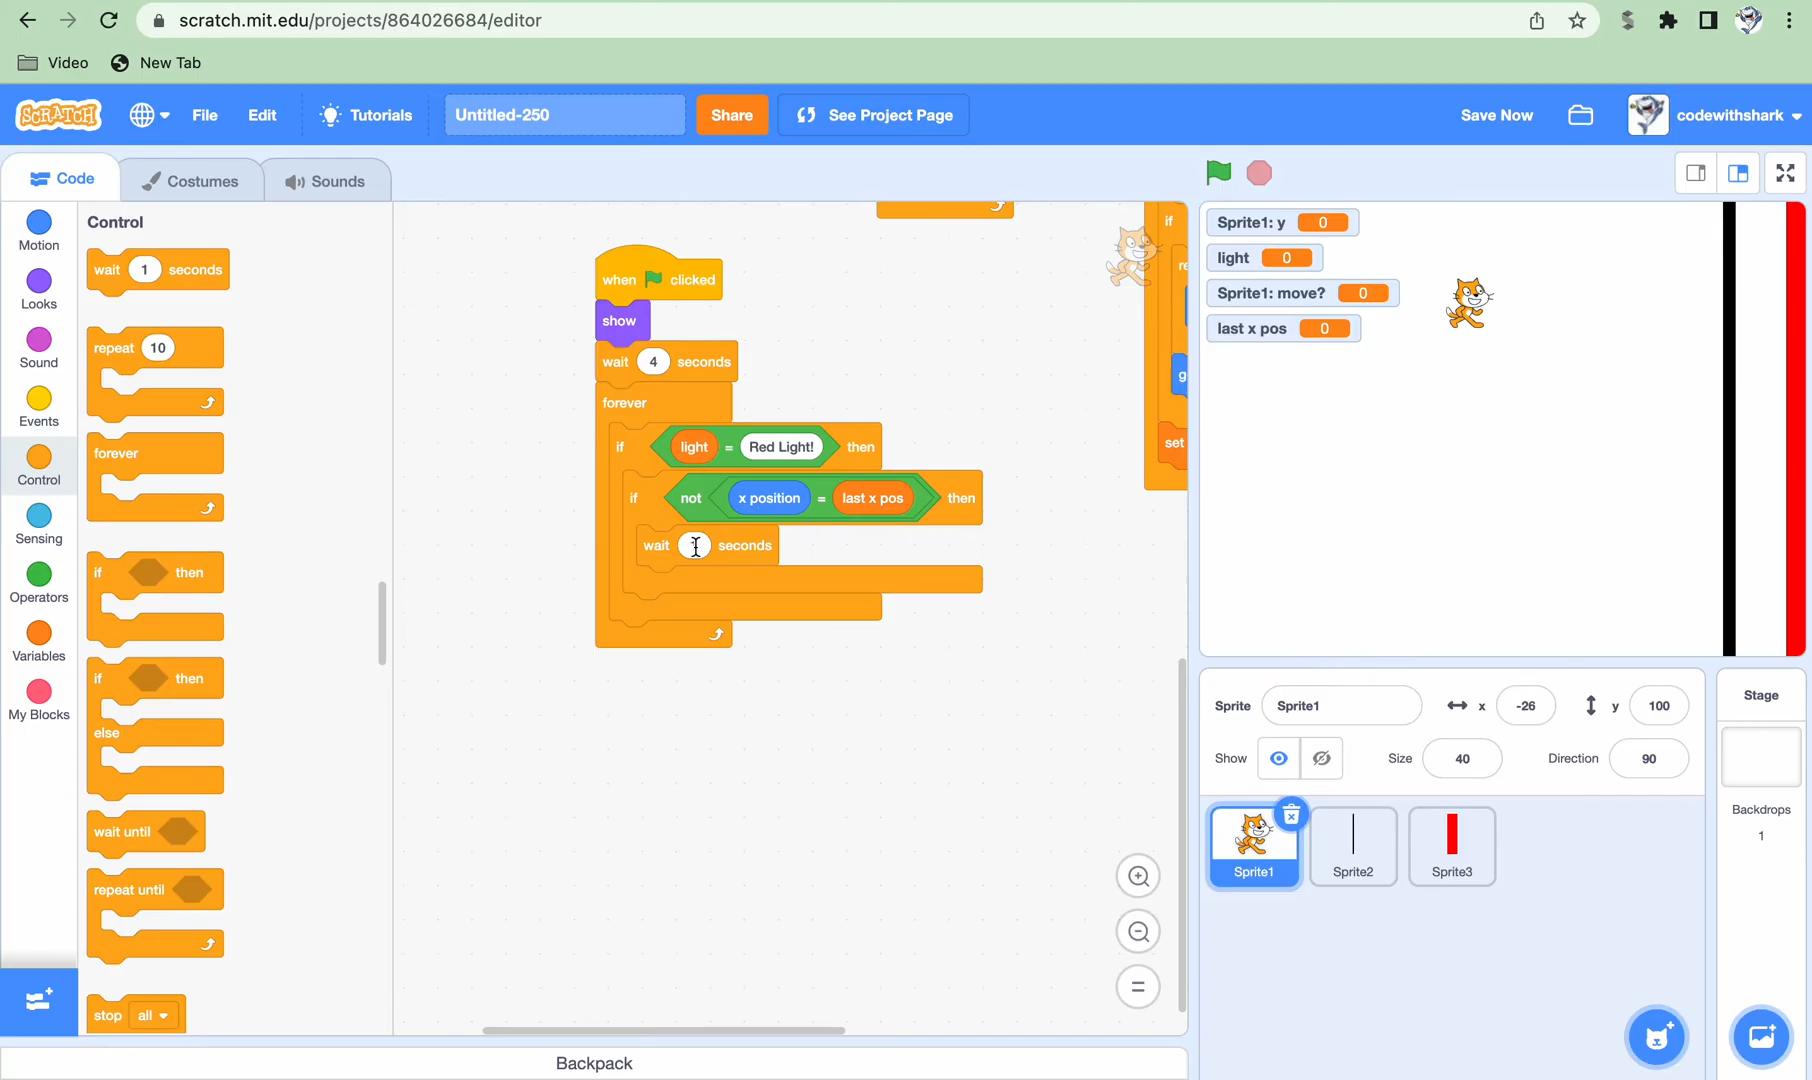 scratch.mit.edu/projects/864026684/editor
Video New Tab
SCRATCH File Edit Tutorials Untitled-250 Share See Project Page Save Now codewithshark
Code Costumes Sounds
Motion
Looks
Sound
Events
Control
Sensing
Operators
Variables
My Blocks
Control
wait 1 seconds
repeat 10
forever
if then
if then
else
wait until
repeat until
stop all
when clicked
show
wait 4 seconds
forever
if light = Red Light! then
if not x position = last x pos then
wait seconds
if
set
Sprite1: y 0
light 0
Sprite1: move? 0
last x pos 0
Sprite Sprite1 x -26 y 100
Show Size 40 Direction 90
Sprite1 Sprite2 Sprite3
Stage
Backdrops
1
Backpack